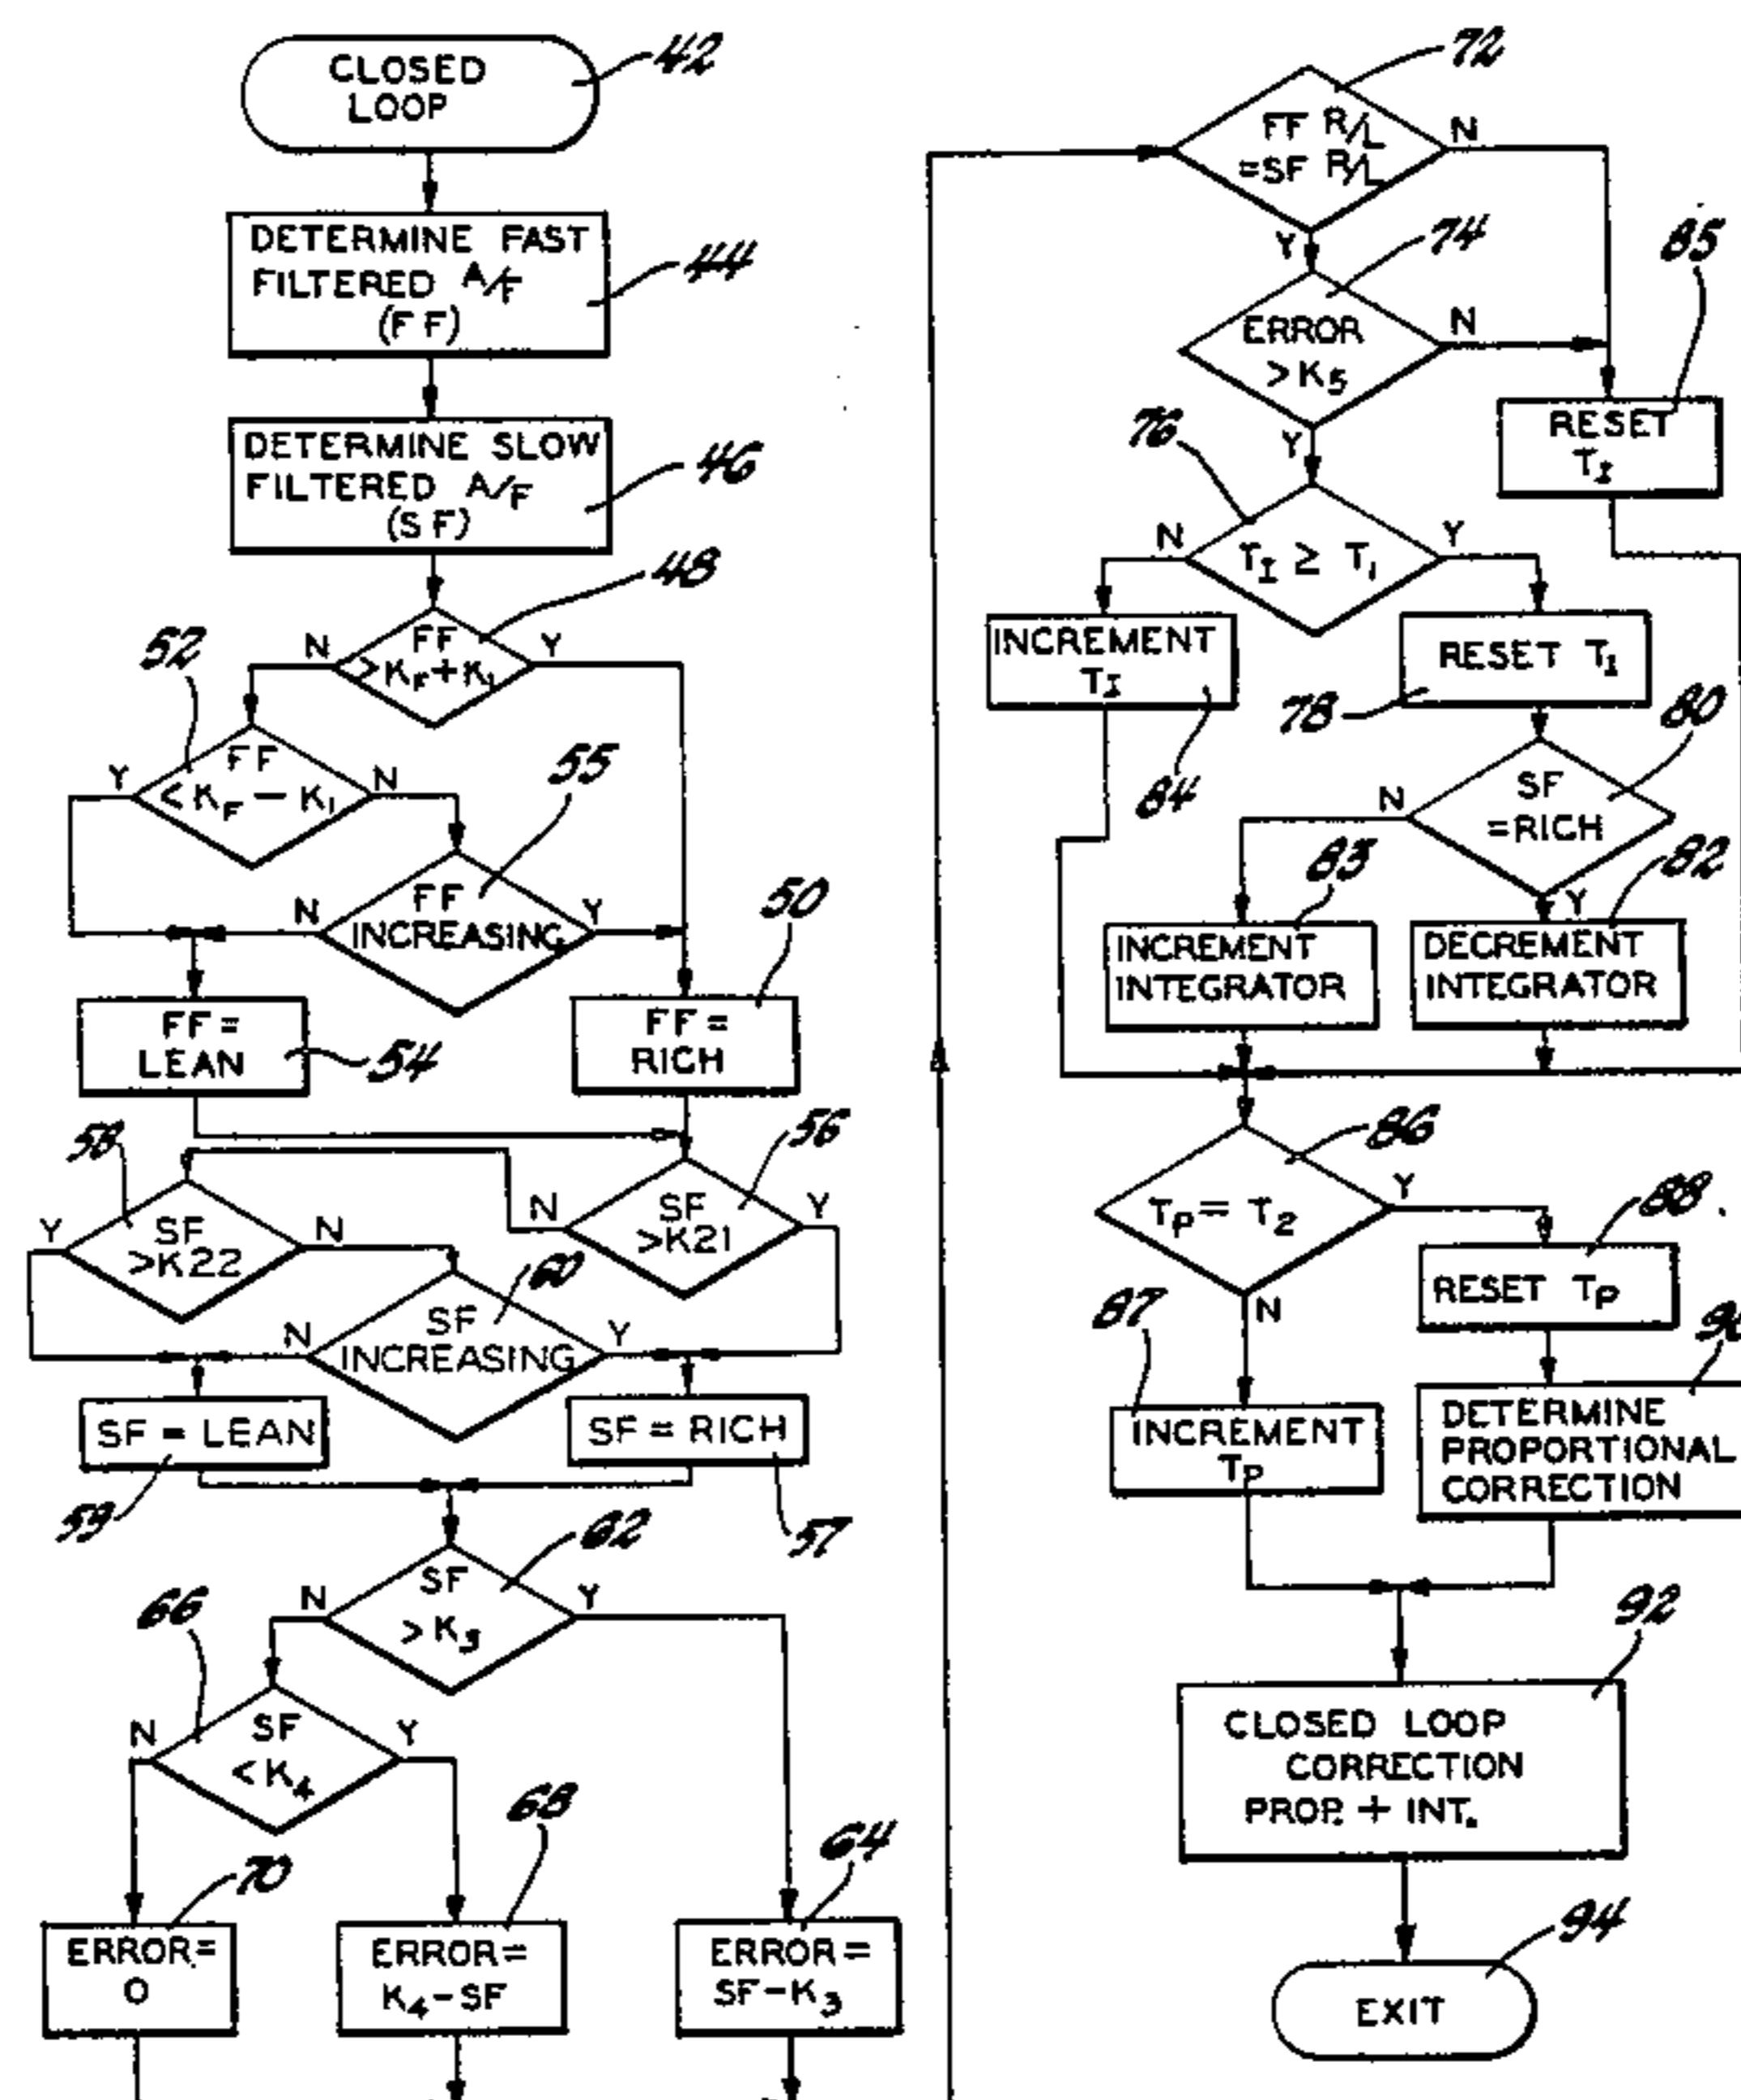 42
CLOSED
LOOP
44
DETERMINE FAST
FILTERED A/F
(FF)
46
DETERMINE SLOW
FILTERED A/F
(SF)
48
FF
>KF+K1
N
Y
52
FF
<KF-K1
Y
N
55
FF
INCREASING
N
Y
50
FF=
LEAN
54
FF=
RICH
56
SF
>K21
N
Y
58
SF
>K22
Y
N
60
SF
INCREASING
N
Y
SF = LEAN
59
SF = RICH
57
62
SF
>K3
N
Y
66
SF
<K4
N
Y
70
ERROR=
0
68
ERROR=
K4-SF
64
ERROR=
SF-K3
72
FF R/L
=SF R/L
N
Y
74
ERROR
>K5
N
Y
85
RESET
TI
76
TI ≥ T1
N
Y
INCREMENT
TI
84
RESET TI
78
80
SF
=RICH
N
Y
83
INCREMENT
INTEGRATOR
82
DECREMENT
INTEGRATOR
86
TP= T2
Y
N
88
RESET TP
87
INCREMENT
TP
DETERMINE
PROPORTIONAL
CORRECTION
92
CLOSED LOOP
CORRECTION
PROP. + INT.
94
EXIT